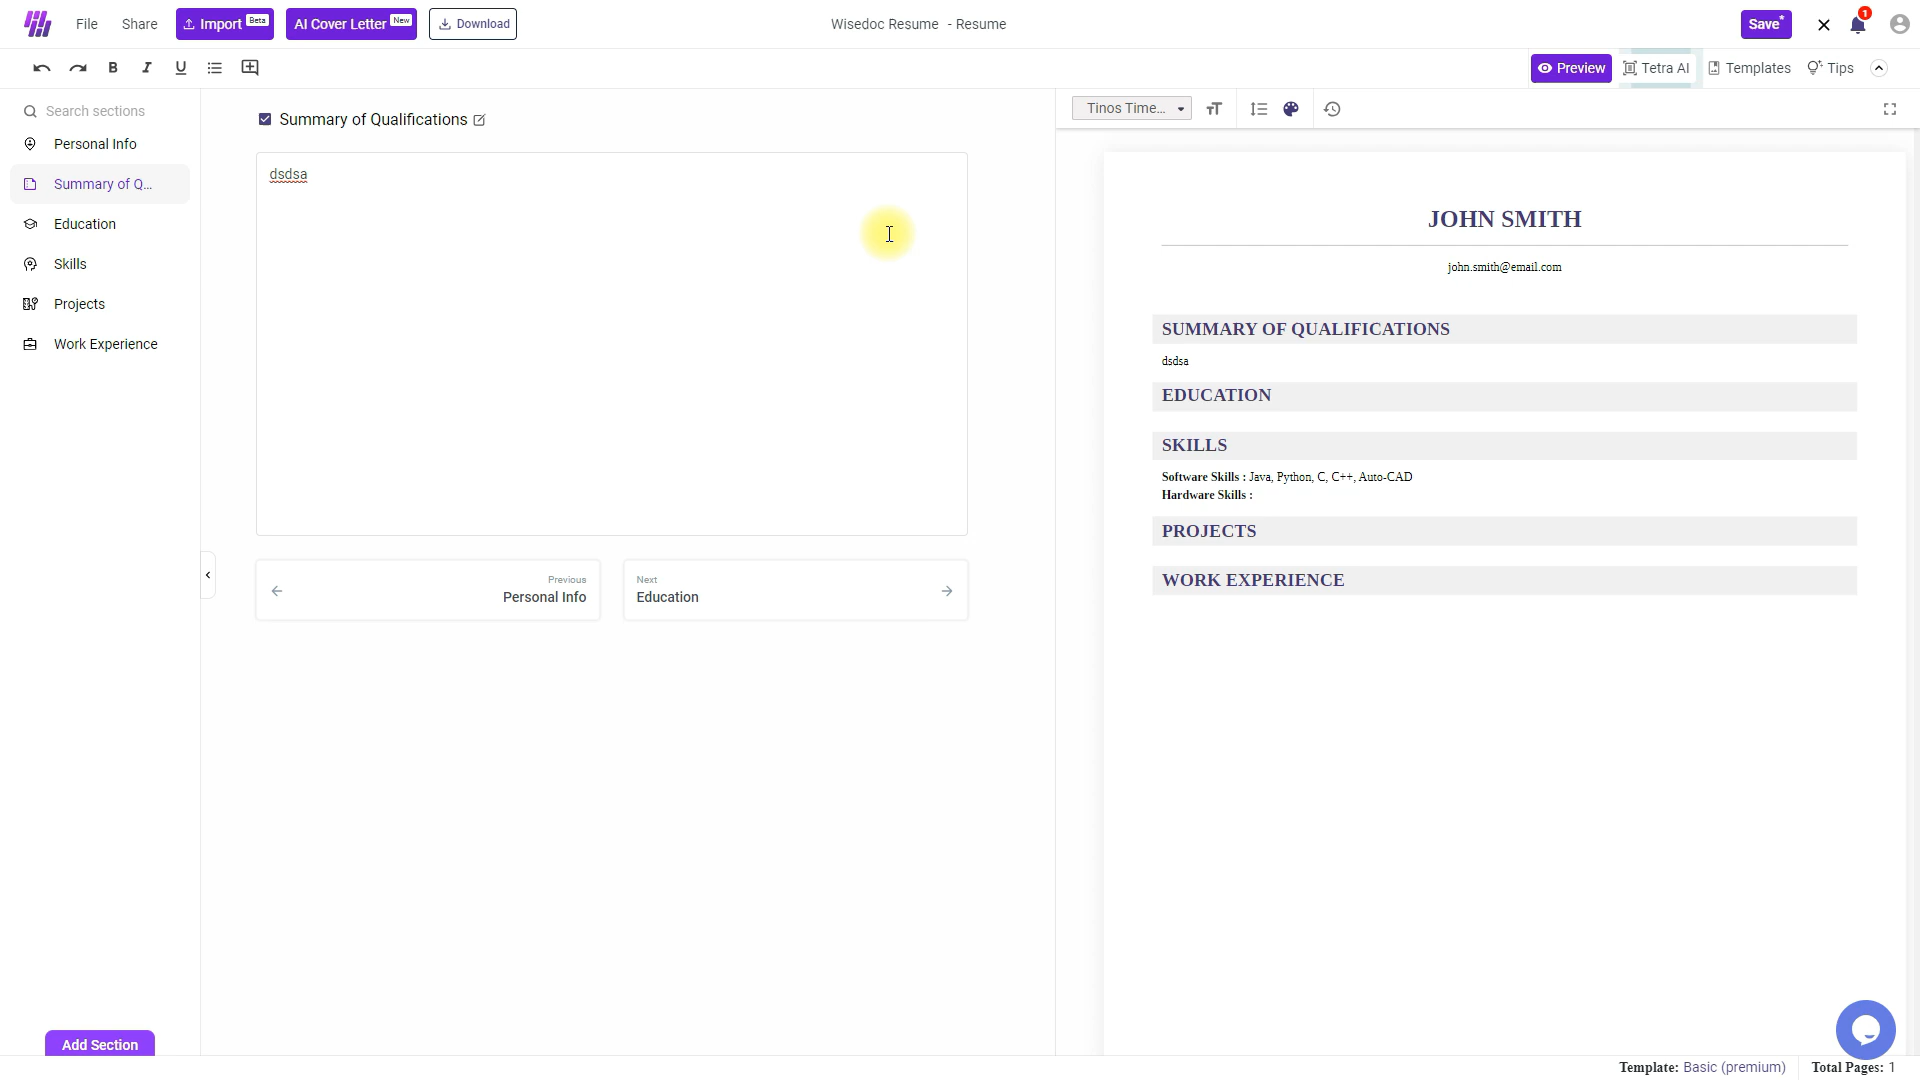 File Share Import Beta AI Cover Letter New Download Wisedoc Resume - Resume Save* 1
B I U Preview Tetra AI Templates Tips
Search sections
Personal Info
Summary of Q...
Education
Skills
Projects
Work Experience
Add Section
Summary of Qualifications
dsdsa
Previous
Personal Info
Next
Education
Tinos Time...
JOHN SMITH
john.smith@email.com
SUMMARY OF QUALIFICATIONS
dsdsa
EDUCATION
SKILLS
Software Skills : Java, Python, C, C++, Auto-CAD
Hardware Skills :
PROJECTS
WORK EXPERIENCE
Template: Basic (premium) Total Pages: 1